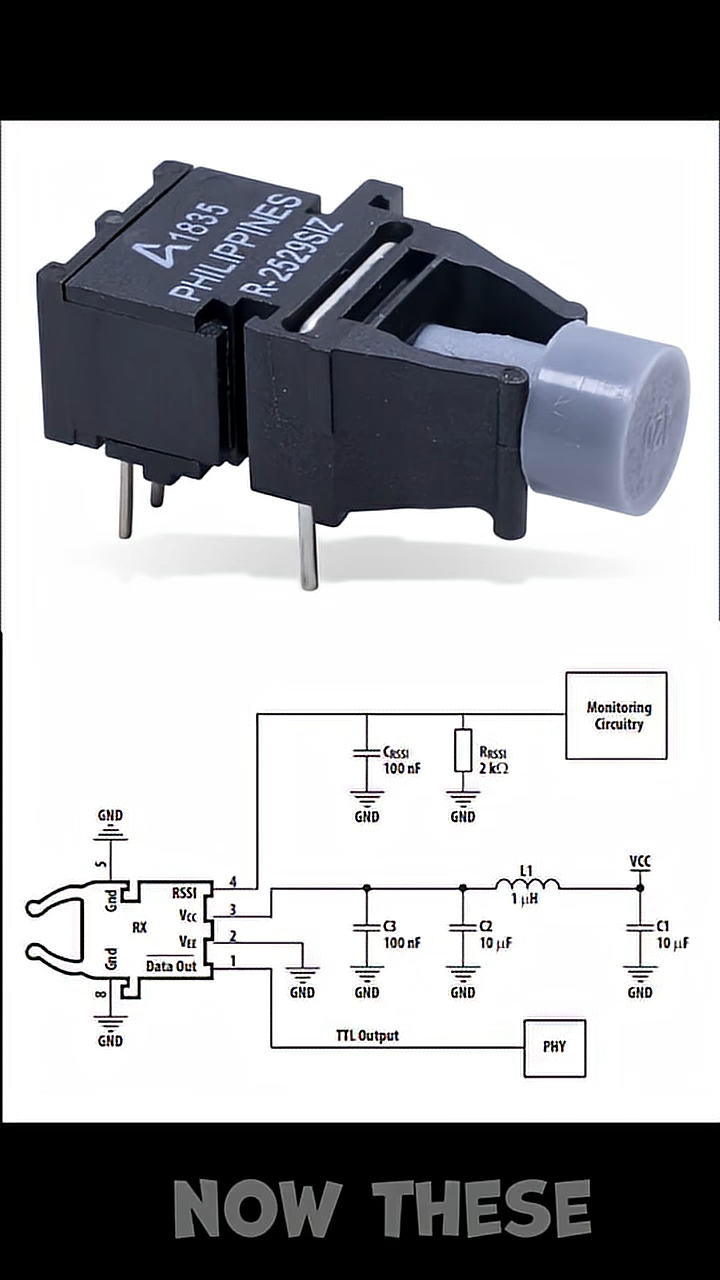 1835
PHILIPPINES
R-2529SIZ
Monitoring
Circuitry
CRSSI
100 nF
RRSSI
2 kΩ
GND
GND
GND
5
4
RSSI
Gnd
VCC
L1
1 µH
3
VCC
RX
C3
100 nF
C2
10 µF
C1
10 µF
2
VEE
Gnd
1
Data Out
8
GND
GND
GND
GND
GND
TTL Output
PHY
NOW THESE